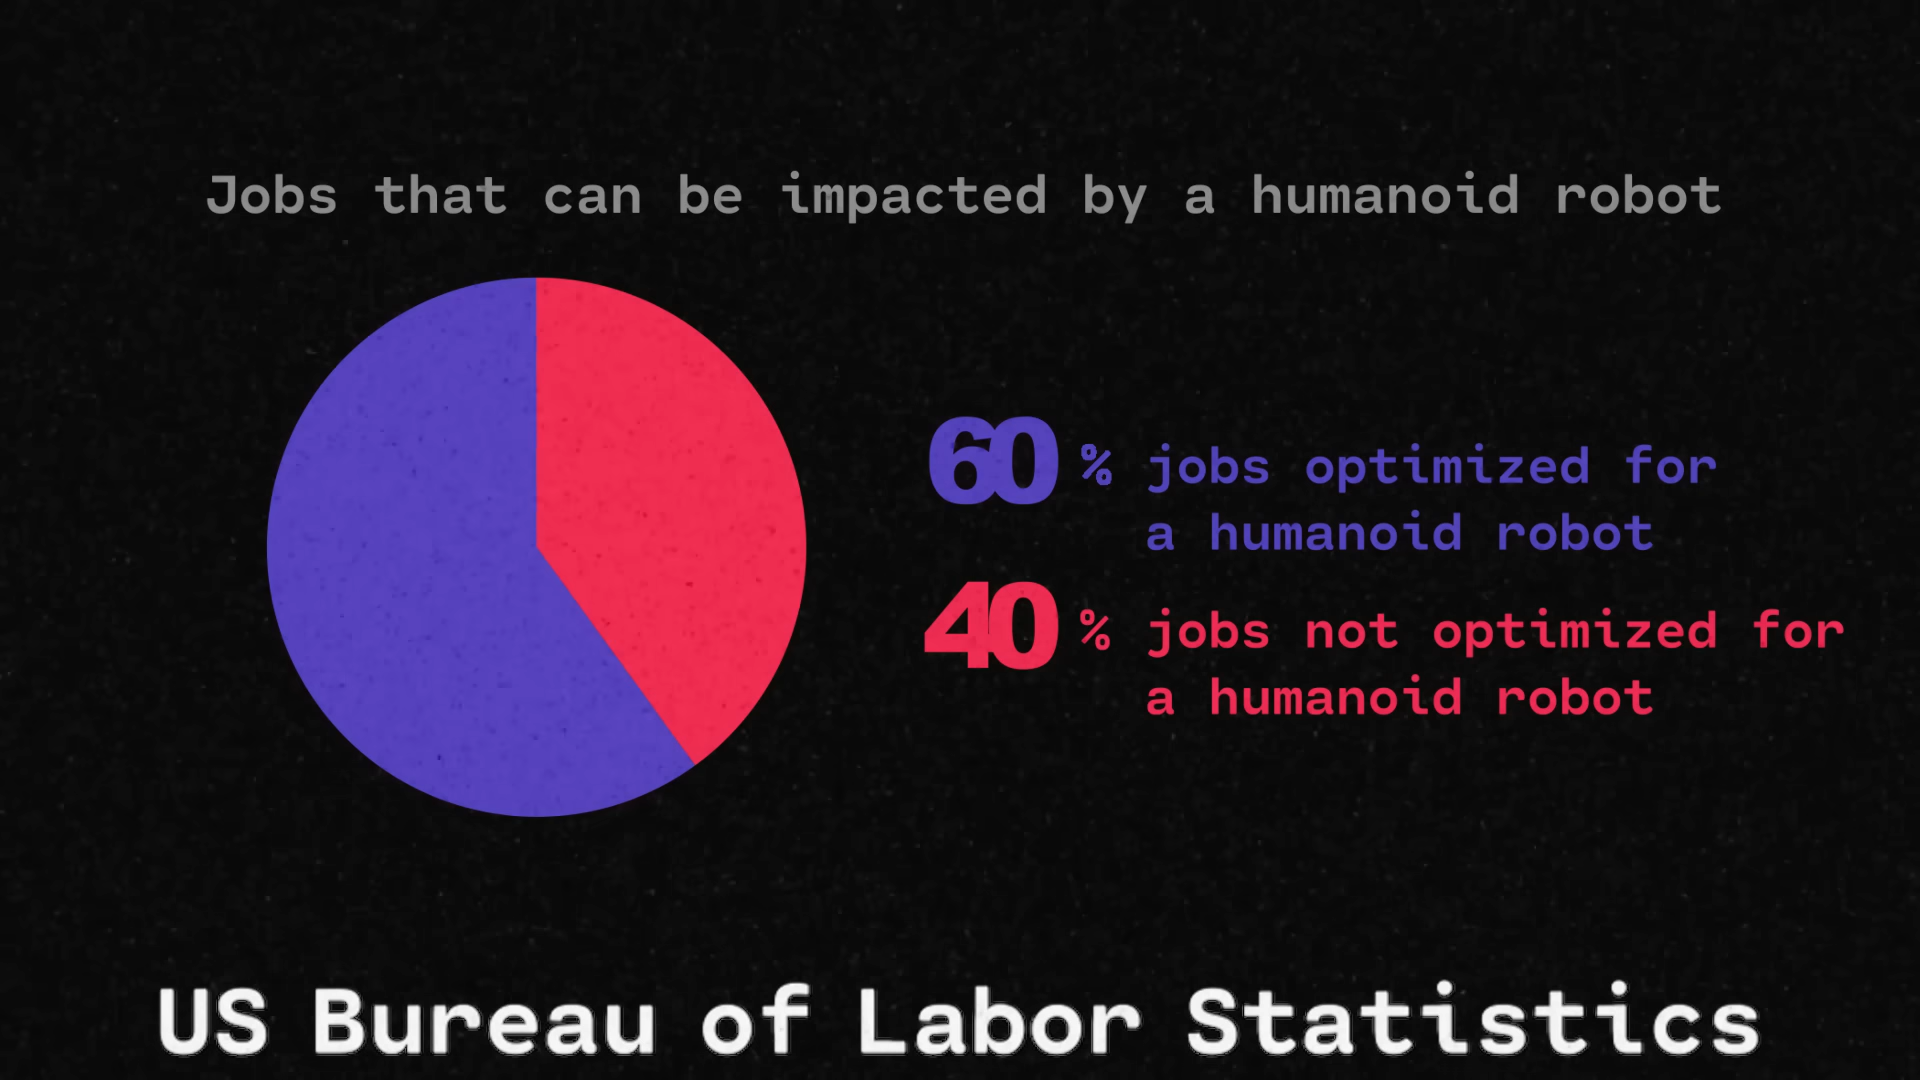 Jobs that can be impacted by a humanoid robot
60 % jobs optimized for
a humanoid robot
40 % jobs not optimized for
a humanoid robot
US Bureau of Labor Statistics